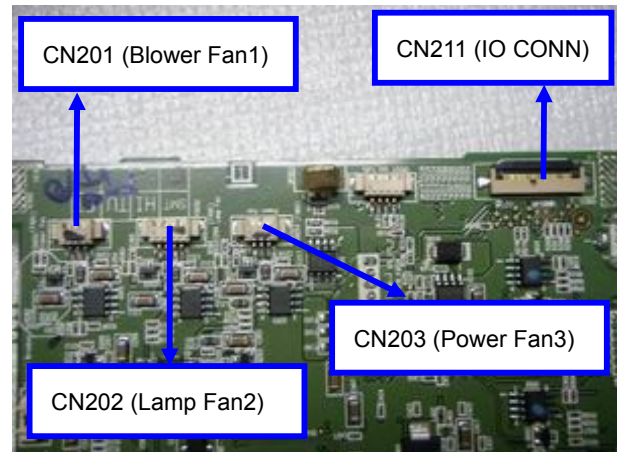 CN201 (Blower Fan1)
CN211 (IO CONN)
CN203 (Power Fan3)
CN202 (Lamp Fan2)